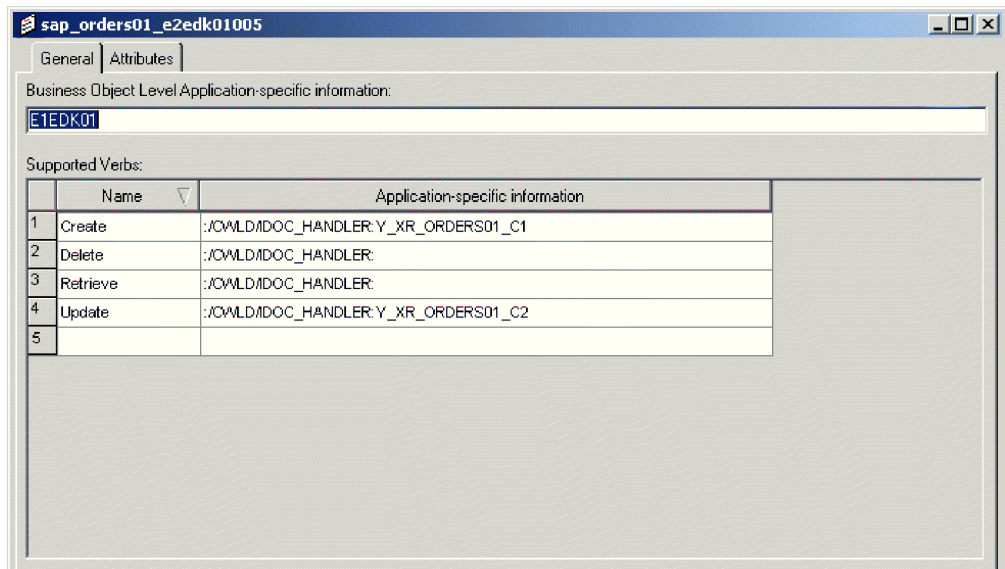 sap_orders01_e2edk01005
General Attributes
Business Object Level Application-specific information:
E1EDK01
Supported Verbs:
Name Application-specific information
1 Create :/CWLD/IDOC_HANDLER:Y_XR_ORDERS01_C1
2 Delete :/CWLD/IDOC_HANDLER:
3 Retrieve :/CWLD/IDOC_HANDLER:
4 Update :/CWLD/IDOC_HANDLER:Y_XR_ORDERS01_C2
5